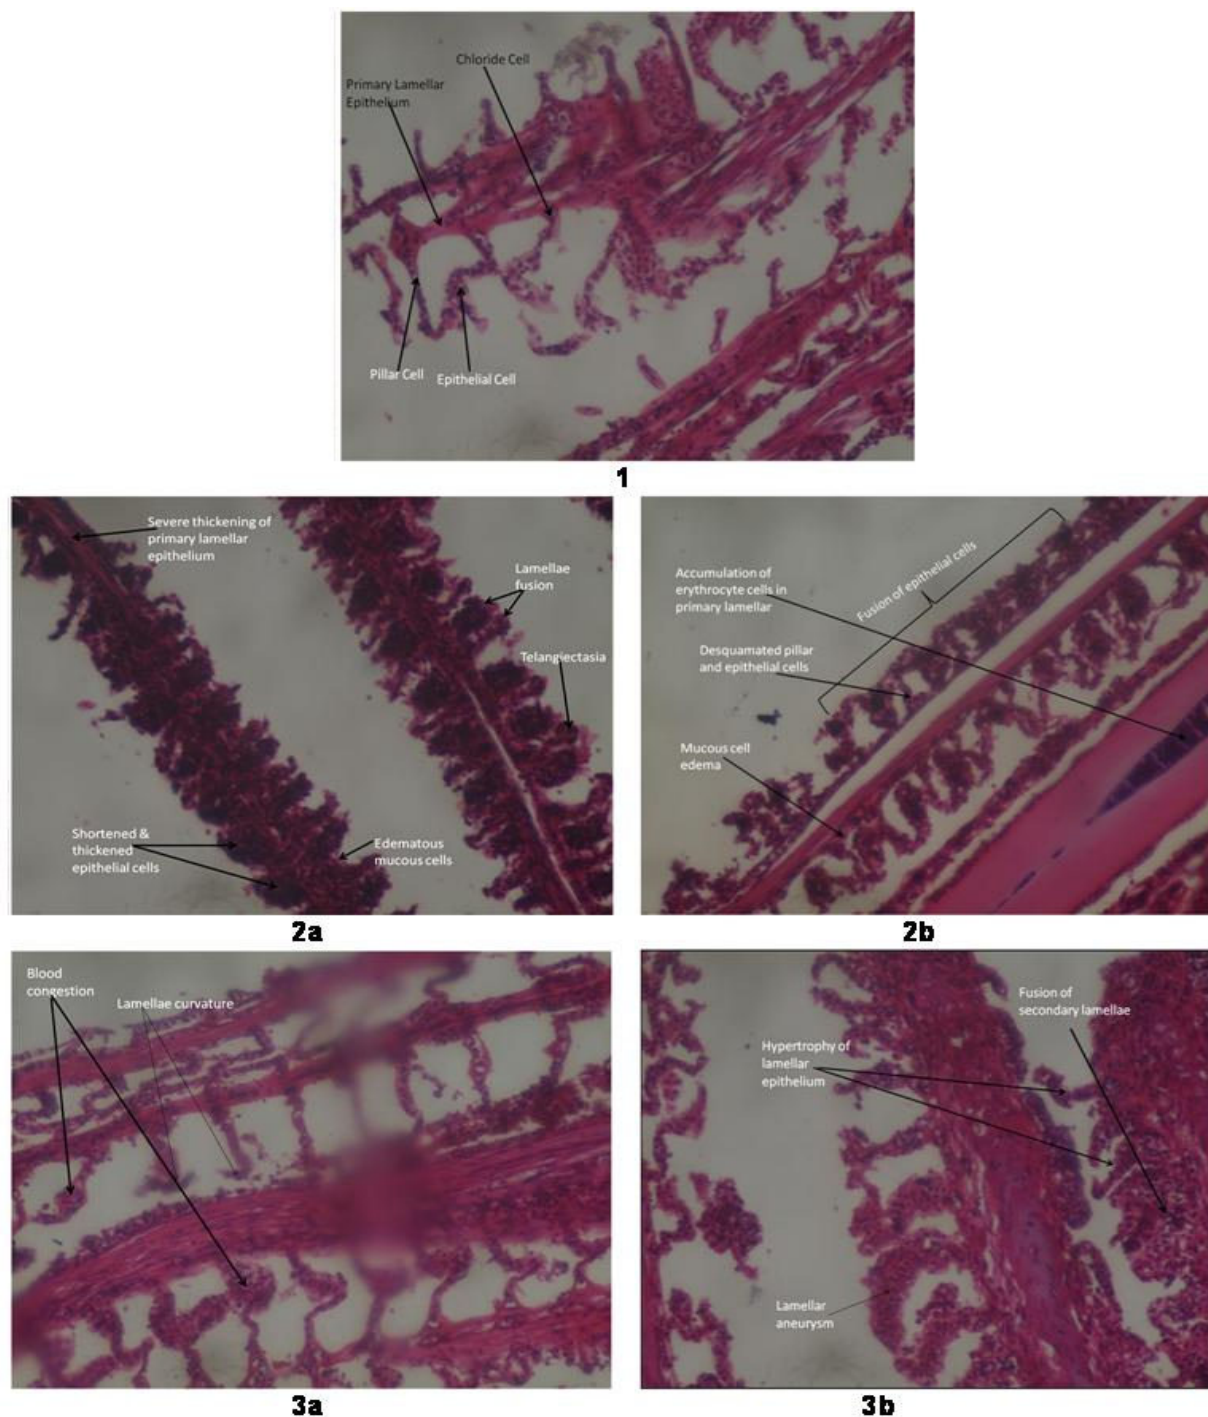 Chloride Cell
Primary Lamellar
Epithelium
Pillar Cell
Epithelial Cell
1
Severe thickening of
primary lamellar
epithelium
Lamellae
fusion
Telangiectasia
Shortened &
thickened
epithelial cells
Edematous
mucous cells
2a
Fusion of epithelial cells
Accumulation of
erythrocyte cells in
primary lamellar
Desquamated pillar
and epithelial cells
Mucous cell
edema
2b
Blood
congestion
Lamellae curvature
3a
Fusion of
secondary lamellae
Hypertrophy of
lamellar
epithelium
Lamellar
aneurysm
3b